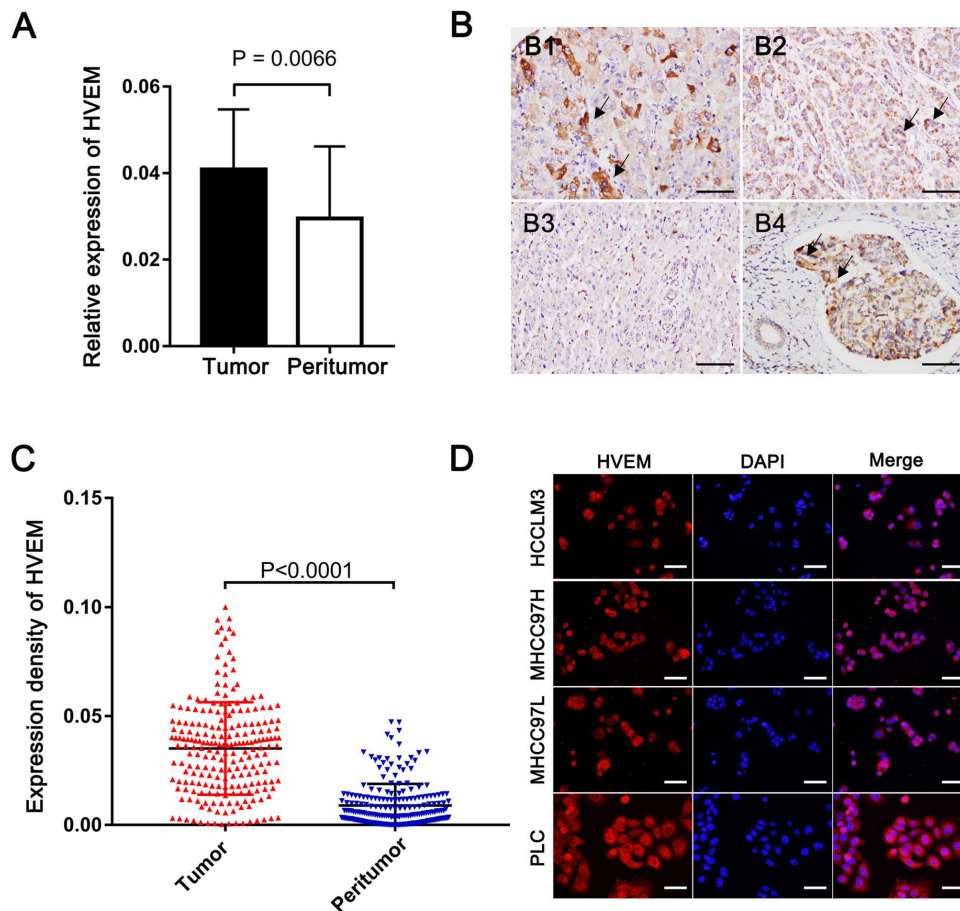 A
P = 0.0066
Relative expression of HVEM
0.06
0.04
0.02
0.00
Tumor Peritumor
B
B1 B2
B3 B4
C
P<0.0001
Expression density of HVEM
0.15
0.10
0.05
0.00
Tumor
Peritumor
D
HVEM DAPI Merge
HCCLM3
MHCC97H
MHCC97L
PLC